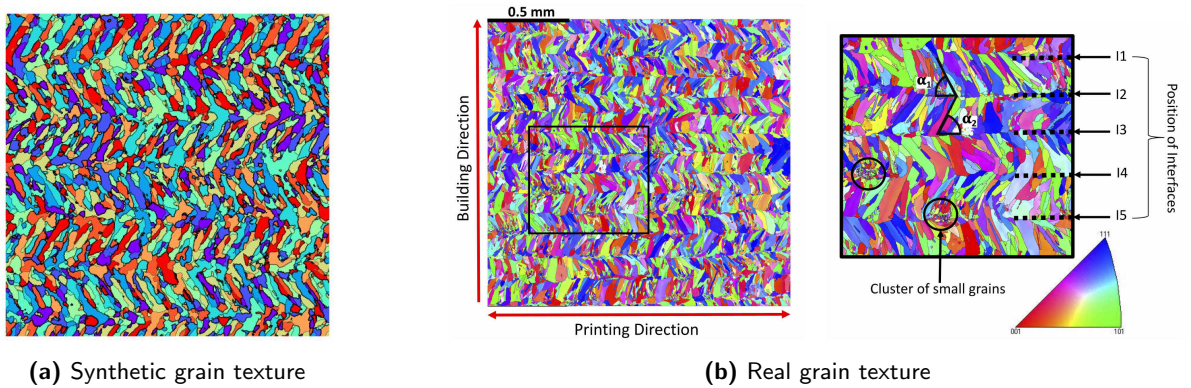 0.5 mm
Building Direction
Printing Direction
α1
α2
I1
I2
I3
I4
I5
Position of
Interfaces
Cluster of small grains
111
001
101
(a) Synthetic grain texture
(b) Real grain texture